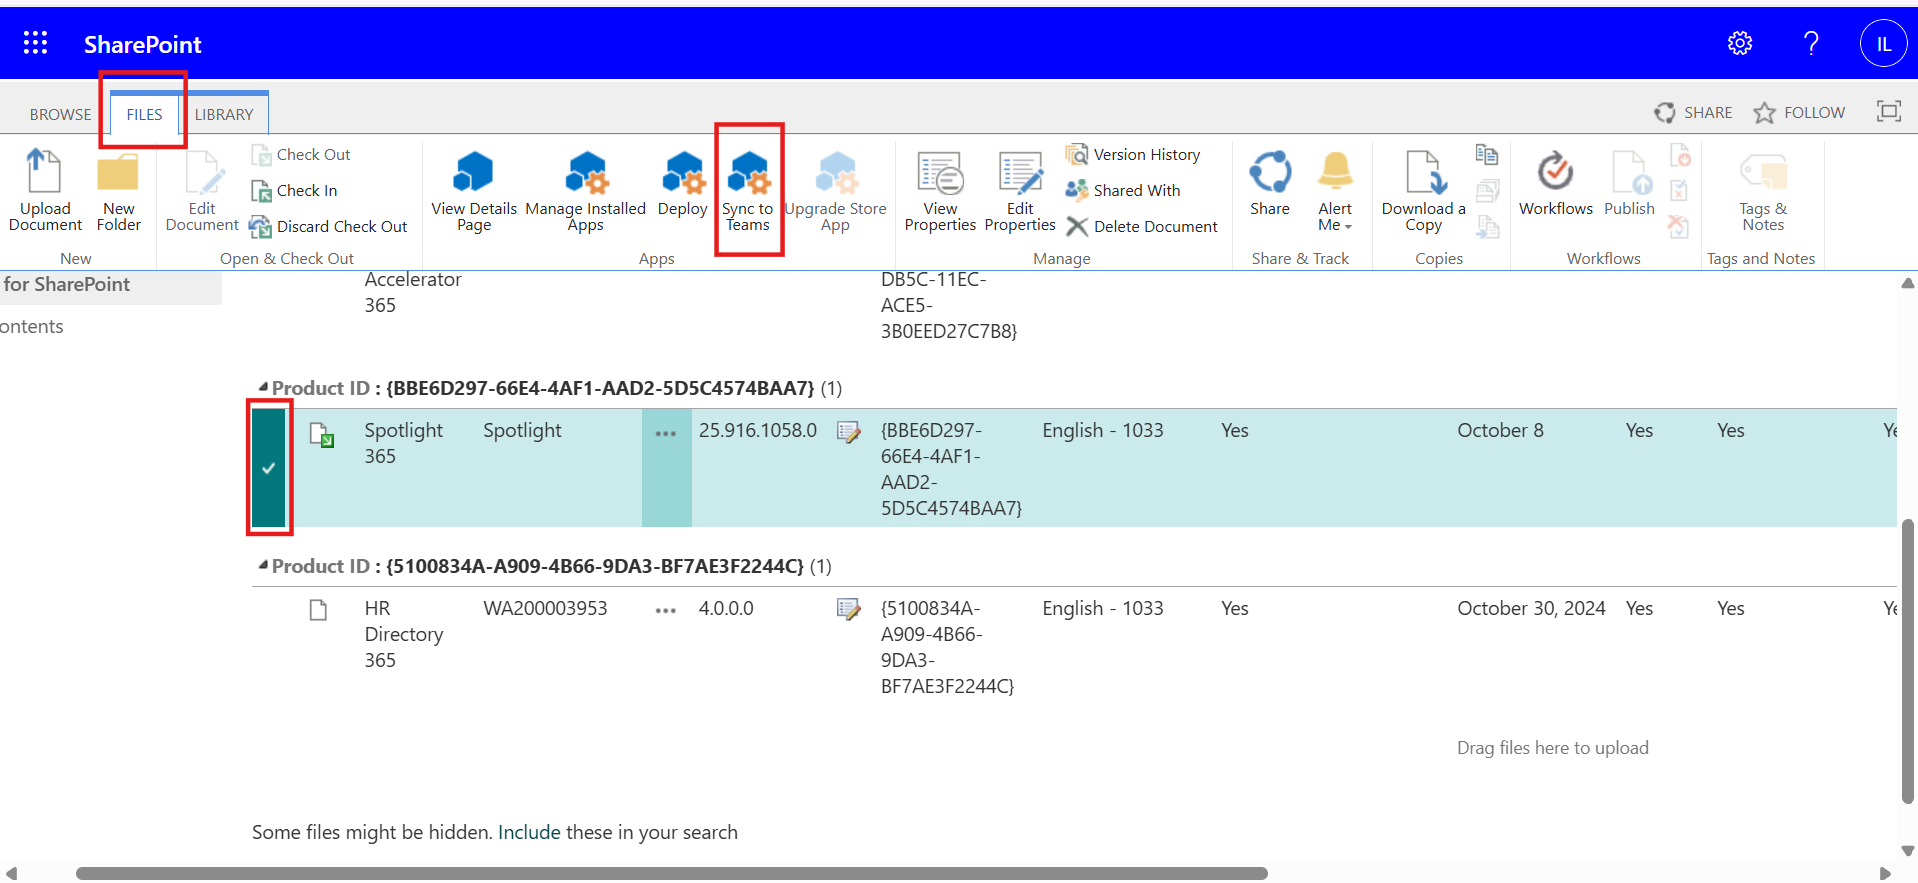 SharePoint
IL
BROWSE
FILES
LIBRARY
SHARE
FOLLOW
Upload
Document
New
Folder
New
Edit
Document
Check Out
Check In
Discard Check Out
Open & Check Out
View Details
Page
Manage Installed
Apps
Deploy
Sync to
Teams
Upgrade Store
App
Apps
View
Properties
Edit
Properties
Version History
Shared With
Delete Document
Manage
Share
Alert
Me
Share & Track
Download a
Copy
Copies
Workflows
Publish
Workflows
Tags &
Notes
Tags and Notes
for SharePoint
ontents
Accelerator
365
DB5C-11EC-
ACE5-
3B0EED27C7B8}
Product ID : {BBE6D297-66E4-4AF1-AAD2-5D5C4574BAA7} (1)
Spotlight
365
Spotlight
... 25.916.1058.0
{BBE6D297-
66E4-4AF1-
AAD2-
5D5C4574BAA7}
English - 1033
Yes
October 8
Yes
Yes
Ye
Product ID : {5100834A-A909-4B66-9DA3-BF7AE3F2244C} (1)
HR
Directory
365
WA200003953
... 4.0.0.0
{5100834A-
A909-4B66-
9DA3-
BF7AE3F2244C}
English - 1033
Yes
October 30, 2024
Yes
Yes
Ye
Drag files here to upload
Some files might be hidden. Include these in your search